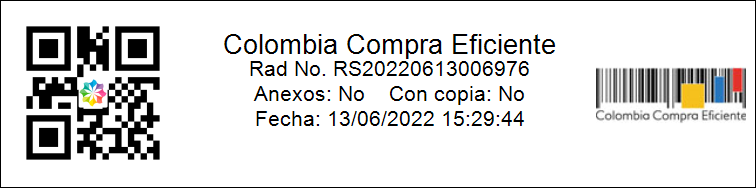 Colombia Compra Eficiente
Rad No. RS20220613006976
Anexos: No    Con copia: No
Fecha: 13/06/2022 15:29:44
Colombia Compra Eficiente